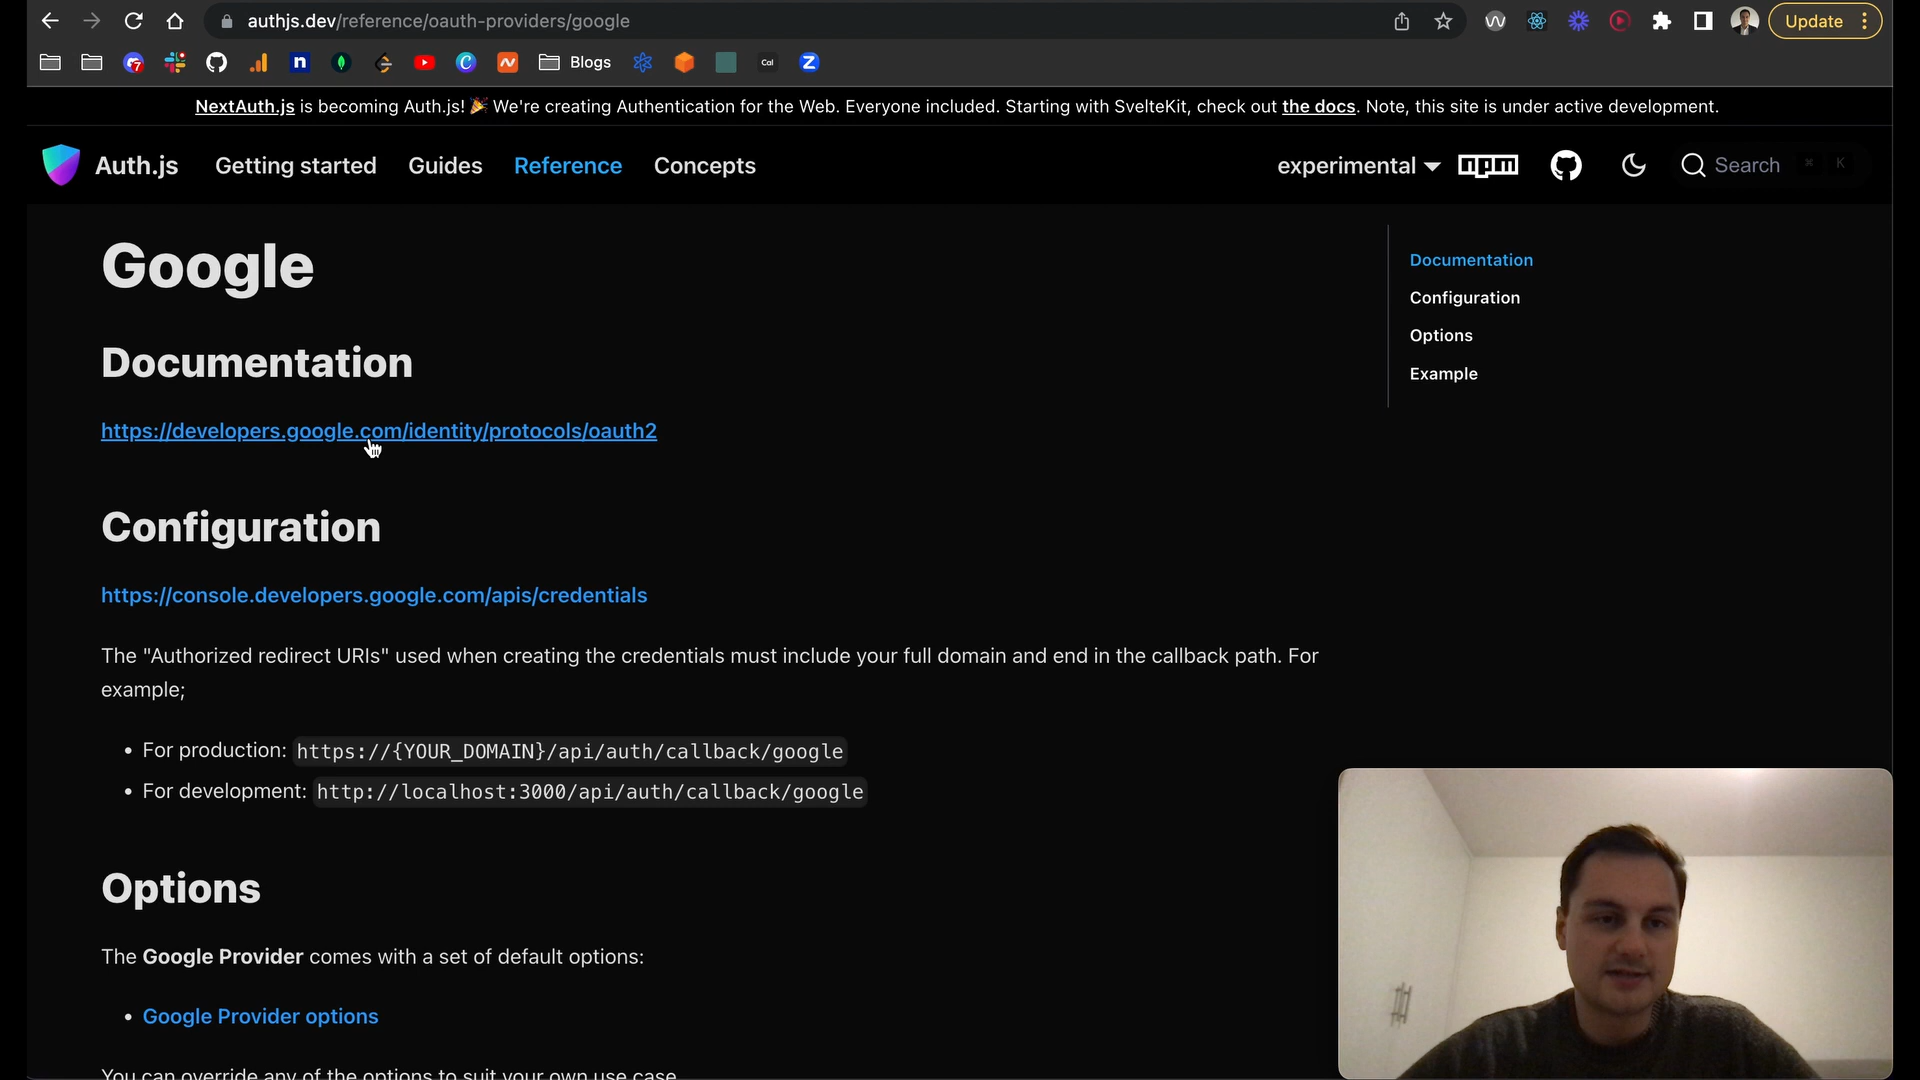 authjs.dev/reference/oauth-providers/google
Update
7
n
Blogs
Cal
Z
NextAuth.js is becoming Auth.js! 🎉 We're creating Authentication for the Web. Everyone included. Starting with SvelteKit, check out the docs. Note, this site is under active development.
Auth.js Getting started Guides Reference Concepts experimental npm Search ⌘ K
Google
Documentation
https://developers.google.com/identity/protocols/oauth2
Configuration
https://console.developers.google.com/apis/credentials
The "Authorized redirect URIs" used when creating the credentials must include your full domain and end in the callback path. For
example;
• For production: https://{YOUR_DOMAIN}/api/auth/callback/google
• For development: http://localhost:3000/api/auth/callback/google
Options
The Google Provider comes with a set of default options:
• Google Provider options
You can override any of the options to suit your own use case.
Documentation
Configuration
Options
Example